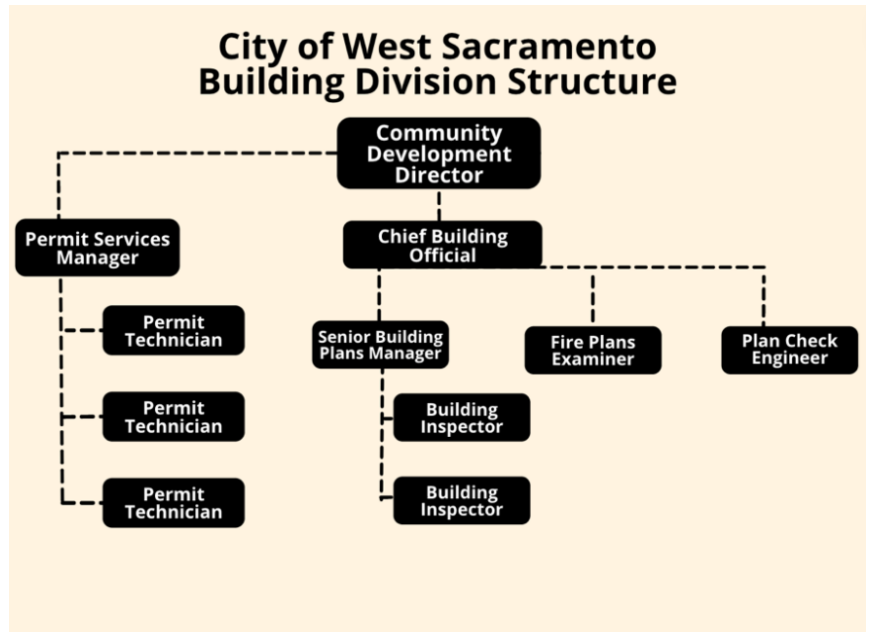 City of West Sacramento
Building Division Structure
Community
Development
Director
Permit Services
Manager
Chief Building
Official
Permit
Technician
Permit
Technician
Permit
Technician
Senior Building
Plans Manager
Building
Inspector
Building
Inspector
Fire Plans
Examiner
Plan Check
Engineer